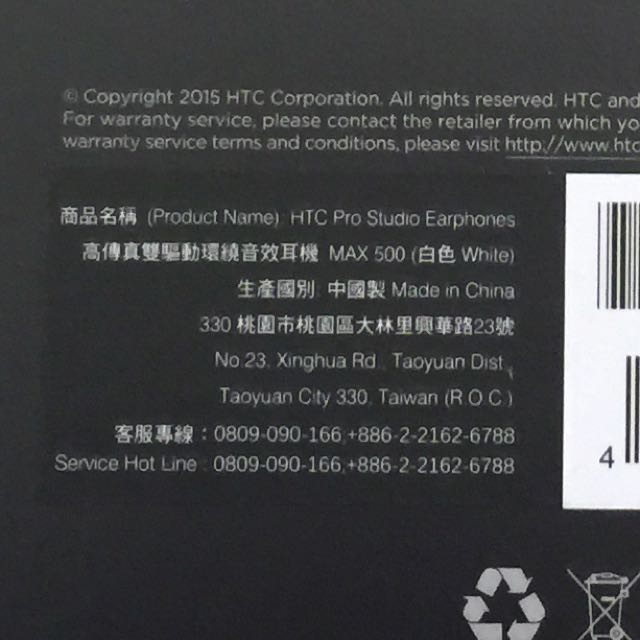 © Copyright 2015 HTC Corporation. All rights reserved. HTC and
For warranty service, please contact the retailer from which yo
warranty service terms and conditions, please visit http://www.htc
商品名稱 (Product Name) HTC Pro Studio Earphones
高傳真雙驅動環繞音效耳機 MAX 500 (白色 White)
生產國別 中國製 Made in China
330 桃園市桃園區大林里興華路23號
No 23, Xinghua Rd., Taoyuan Dist.,
Taoyuan City 330, Taiwan (R.O.C.)
客服專線：0809-090-166,+886-2-2162-6788
Service Hot Line : 0809-090-166,+886-2-2162-6788
4